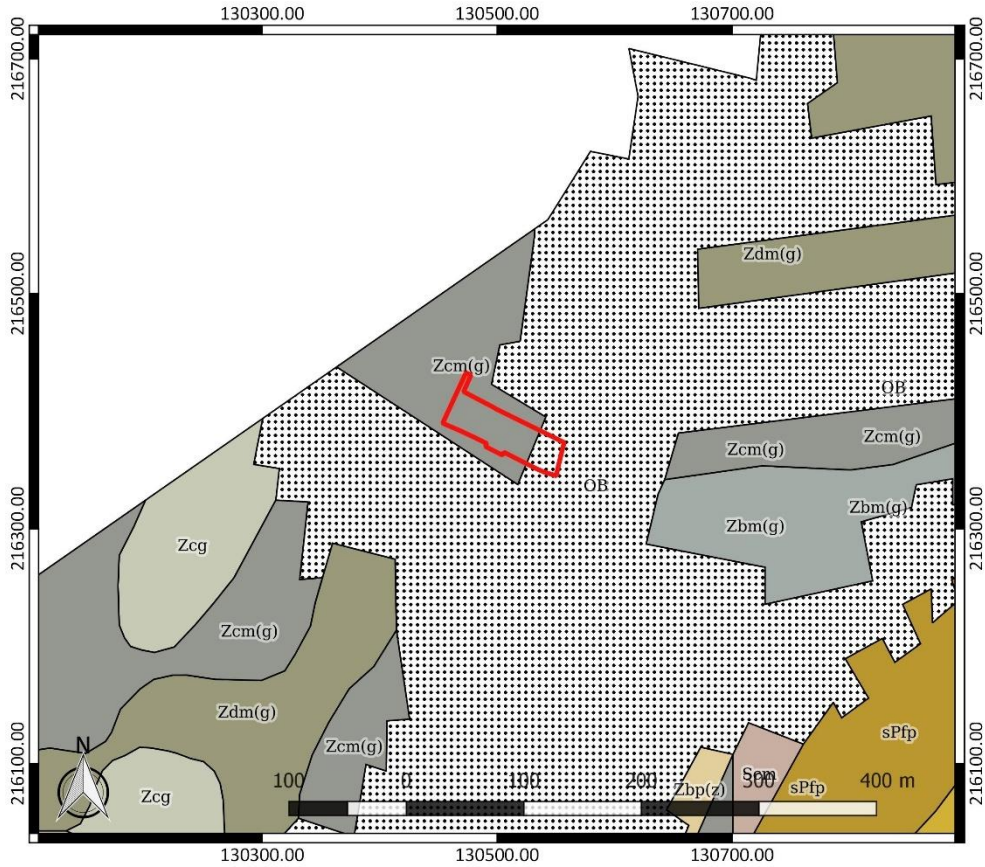 130300.00
130500.00
130700.00
216700.00
216700.00
Zdm(g)
216500.00
216500.00
Zcm(g)
OB
Zcm(g)
Zcm(g)
OB
Zbm(g)
Zbm(g)
216300.00
216300.00
Zcg
Zcm(g)
Zdm(g)
Zcm(g)
sPfp
N
216100.00
216100.00
Zcg
100
0
100
200
300
400 m
Scm
Zbp(z)
sPfp
130300.00
130500.00
130700.00